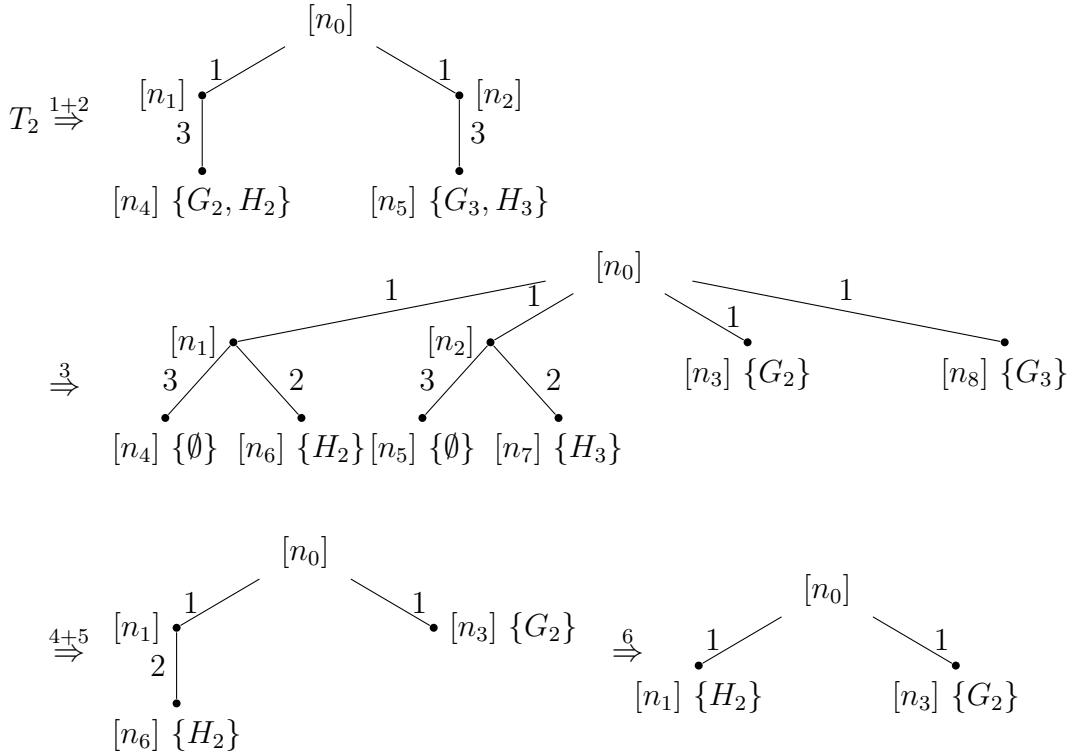 [n₀]
1 1
T₂ 1+2 ⇒ [n₁] [n₂]
3 3
[n₄] {G₂, H₂} [n₅] {G₃, H₃}
[n₀]
1 1 1 1
3 ⇒ [n₁] [n₂] [n₃] {G₂} [n₈] {G₃}
3 2 3 2
[n₄] {∅} [n₆] {H₂} [n₅] {∅} [n₇] {H₃}
[n₀] [n₀]
1 1 1 1
4+5 ⇒ [n₁] [n₃] {G₂} 6 ⇒
2 [n₁] {H₂} [n₃] {G₂}
[n₆] {H₂}